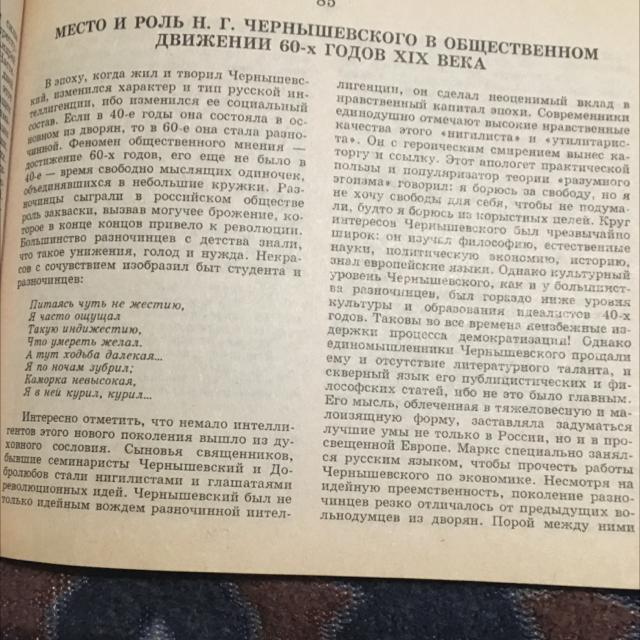 85
МЕСТО И РОЛЬ Н. Г. ЧЕРНЫШЕВСКОГО В ОБЩЕСТВЕННОМ
ДВИЖЕНИИ 60-х ГОДОВ XIX ВЕКА
В эпоху, когда жил и творил Чернышевс-
кий, изменился характер и тип русской ин-
теллигенции, ибо изменился ее социальный
состав. Если в 40-е годы она состояла в ос-
новном из дворян, то в 60-е она стала разно-
чинной. Феномен общественного мнения —
достижение 60-х годов, его еще не было в
40-е — время свободно мыслящих одиночек,
объединявшихся в небольшие кружки. Раз-
ночинцы сыграли в российском обществе
роль закваски, вызвав могучее брожение, ко-
торое в конце концов привело к революции.
Большинство разночинцев с детства знали,
что такое унижения, голод и нужда. Некра-
сов с сочувствием изобразил быт студента и
разночинцев:
Питаясь чуть не жестию,
Я часто ощущал
Такую индижестию,
Что умереть желал.
А тут ходьба далекая...
Я по ночам зубрил;
Каморка невысокая,
Я в ней курил, курил...
Интересно отметить, что немало интелли-
гентов этого нового поколения вышло из ду-
ховного сословия. Сыновья священников,
бывшие семинаристы Чернышевский и До-
бролюбов стали нигилистами и глашатаями
революционных идей. Чернышевский был не
только идейным вождем разночинной интел-
лигенции, он сделал неоценимый вклад в
нравственный капитал эпохи. Современники
единодушно отмечают высокие нравственные
качества этого «нигилиста» и «утилитарис-
та». Он с героическим смирением вынес ка-
торгу и ссылку. Этот апологет практической
пользы и популяризатор теории «разумного
эгоизма» говорил: я борюсь за свободу, но я
не хочу свободы для себя, чтобы не подума-
ли, будто я борюсь из корыстных целей. Круг
интересов Чернышевского был чрезвычайно
широк: он изучал философию, естественные
науки, политическую экономию, историю,
знал европейские языки. Однако культурный
уровень Чернышевского, как и у большинст-
ва разночинцев, был гораздо ниже уровня
культуры и образования идеалистов 40-х
годов. Таковы во все времена неизбежные из-
держки процесса демократизации! Однако
единомышленники Чернышевского прощали
ему и отсутствие литературного таланта, и
скверный язык его публицистических и фи-
лософских статей, ибо не это было главным.
Его мысль, облеченная в тяжеловесную и ма-
лоизящную форму, заставляла задуматься
лучшие умы не только в России, но и в про-
свещенной Европе. Маркс специально занял-
ся русским языком, чтобы прочесть работы
Чернышевского по экономике. Несмотря на
идейную преемственность, поколение разно-
чинцев резко отличалось от предыдущих во-
льнодумцев из дворян. Порой между ними